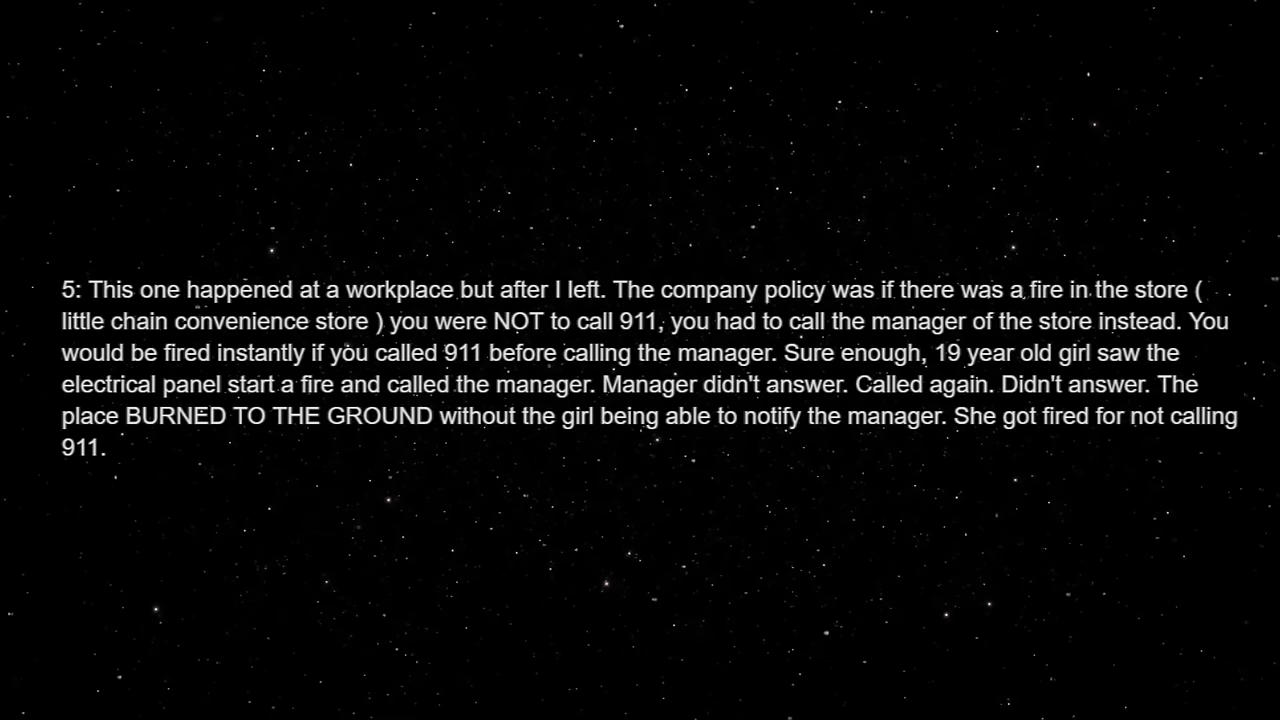 5: This one happened at a workplace but after I left. The company policy was if there was a fire in the store (
little chain convenience store ) you were NOT to call 911, you had to call the manager of the store instead. You
would be fired instantly if you called 911 before calling the manager. Sure enough, 19 year old girl saw the
electrical panel start a fire and called the manager. Manager didn't answer. Called again. Didn't answer. The
place BURNED TO THE GROUND without the girl being able to notify the manager. She got fired for not calling
911.